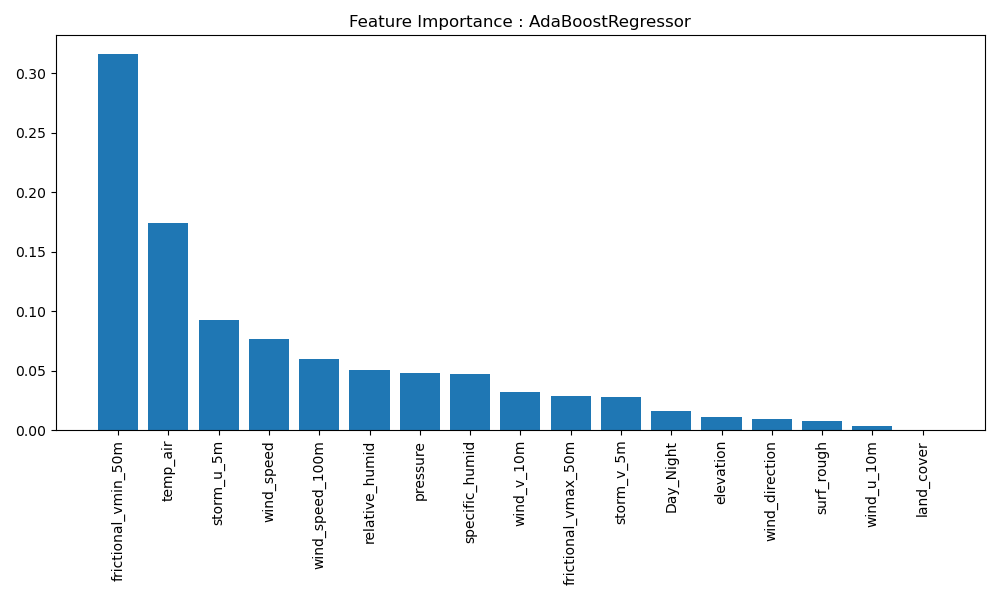 Feature Importance : AdaBoostRegressor
0.30
0.25
0.20
0.15
0.10
0.05
0.00
frictional_vmin_50m
temp_air
storm_u_5m
wind_speed
wind_speed_100m
relative_humid
pressure
specific_humid
wind_v_10m
frictional_vmax_50m
storm_v_5m
Day_Night
elevation
wind_direction
surf_rough
wind_u_10m
land_cover